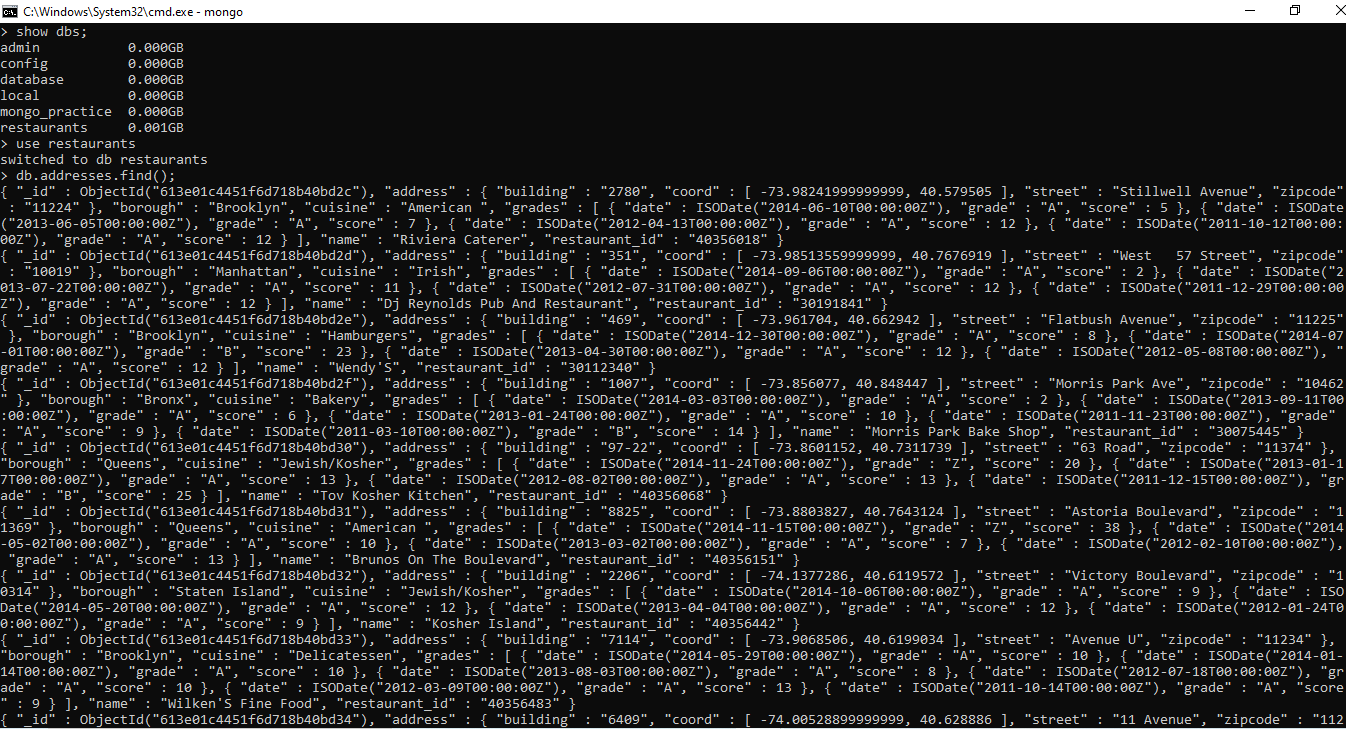 C:\Windows\System32\cmd.exe - mongo
> show dbs;
admin 0.000GB
config 0.000GB
database 0.000GB
local 0.000GB
mongo_practice 0.000GB
restaurants 0.001GB
> use restaurants
switched to db restaurants
> db.addresses.find();
{ "_id" : ObjectId("613e01c4451f6d718b40bd2c"), "address" : { "building" : "2780", "coord" : [ -73.98241999999999, 40.579505 ], "street" : "Stillwell Avenue", "zipcode"
: "11224" }, "borough" : "Brooklyn", "cuisine" : "American ", "grades" : [ { "date" : ISODate("2014-06-10T00:00:00Z"), "grade" : "A", "score" : 5 }, { "date" : ISODate
("2013-06-05T00:00:00Z"), "grade" : "A", "score" : 7 }, { "date" : ISODate("2012-04-13T00:00:00Z"), "grade" : "A", "score" : 12 }, { "date" : ISODate("2011-10-12T00:00:
00Z"), "grade" : "A", "score" : 12 } ], "name" : "Riviera Caterer", "restaurant_id" : "40356018" }
{ "_id" : ObjectId("613e01c4451f6d718b40bd2d"), "address" : { "building" : "351", "coord" : [ -73.98513559999999, 40.7676919 ], "street" : "West   57 Street", "zipcode"
: "10019" }, "borough" : "Manhattan", "cuisine" : "Irish", "grades" : [ { "date" : ISODate("2014-09-06T00:00:00Z"), "grade" : "A", "score" : 2 }, { "date" : ISODate("2
013-07-22T00:00:00Z"), "grade" : "A", "score" : 11 }, { "date" : ISODate("2012-07-31T00:00:00Z"), "grade" : "A", "score" : 12 }, { "date" : ISODate("2011-12-29T00:00:00
Z"), "grade" : "A", "score" : 12 } ], "name" : "Dj Reynolds Pub And Restaurant", "restaurant_id" : "30191841" }
{ "_id" : ObjectId("613e01c4451f6d718b40bd2e"), "address" : { "building" : "469", "coord" : [ -73.961704, 40.662942 ], "street" : "Flatbush Avenue", "zipcode" : "11225"
}, "borough" : "Brooklyn", "cuisine" : "Hamburgers", "grades" : [ { "date" : ISODate("2014-12-30T00:00:00Z"), "grade" : "A", "score" : 8 }, { "date" : ISODate("2014-07
-01T00:00:00Z"), "grade" : "B", "score" : 23 }, { "date" : ISODate("2013-04-30T00:00:00Z"), "grade" : "A", "score" : 12 }, { "date" : ISODate("2012-05-08T00:00:00Z"), "
grade" : "A", "score" : 12 } ], "name" : "Wendy'S", "restaurant_id" : "30112340" }
{ "_id" : ObjectId("613e01c4451f6d718b40bd2f"), "address" : { "building" : "1007", "coord" : [ -73.856077, 40.848447 ], "street" : "Morris Park Ave", "zipcode" : "10462
" }, "borough" : "Bronx", "cuisine" : "Bakery", "grades" : [ { "date" : ISODate("2014-03-03T00:00:00Z"), "grade" : "A", "score" : 2 }, { "date" : ISODate("2013-09-11T00
:00:00Z"), "grade" : "A", "score" : 6 }, { "date" : ISODate("2013-01-24T00:00:00Z"), "grade" : "A", "score" : 10 }, { "date" : ISODate("2011-11-23T00:00:00Z"), "grade"
: "A", "score" : 9 }, { "date" : ISODate("2011-03-10T00:00:00Z"), "grade" : "B", "score" : 14 } ], "name" : "Morris Park Bake Shop", "restaurant_id" : "30075445" }
{ "_id" : ObjectId("613e01c4451f6d718b40bd30"), "address" : { "building" : "97-22", "coord" : [ -73.8601152, 40.7311739 ], "street" : "63 Road", "zipcode" : "11374" },
"borough" : "Queens", "cuisine" : "Jewish/Kosher", "grades" : [ { "date" : ISODate("2014-11-24T00:00:00Z"), "grade" : "Z", "score" : 20 }, { "date" : ISODate("2013-01-1
7T00:00:00Z"), "grade" : "A", "score" : 13 }, { "date" : ISODate("2012-08-02T00:00:00Z"), "grade" : "A", "score" : 13 }, { "date" : ISODate("2011-12-15T00:00:00Z"), "gr
ade" : "B", "score" : 25 } ], "name" : "Tov Kosher Kitchen", "restaurant_id" : "40356068" }
{ "_id" : ObjectId("613e01c4451f6d718b40bd31"), "address" : { "building" : "8825", "coord" : [ -73.8803827, 40.7643124 ], "street" : "Astoria Boulevard", "zipcode" : "1
1369" }, "borough" : "Queens", "cuisine" : "American ", "grades" : [ { "date" : ISODate("2014-11-15T00:00:00Z"), "grade" : "Z", "score" : 38 }, { "date" : ISODate("2014
-05-02T00:00:00Z"), "grade" : "A", "score" : 10 }, { "date" : ISODate("2013-03-02T00:00:00Z"), "grade" : "A", "score" : 7 }, { "date" : ISODate("2012-02-10T00:00:00Z"),
"grade" : "A", "score" : 13 } ], "name" : "Brunos On The Boulevard", "restaurant_id" : "40356151" }
{ "_id" : ObjectId("613e01c4451f6d718b40bd32"), "address" : { "building" : "2206", "coord" : [ -74.1377286, 40.6119572 ], "street" : "Victory Boulevard", "zipcode" : "1
0314" }, "borough" : "Staten Island", "cuisine" : "Jewish/Kosher", "grades" : [ { "date" : ISODate("2014-10-06T00:00:00Z"), "grade" : "A", "score" : 9 }, { "date" : ISO
Date("2014-05-20T00:00:00Z"), "grade" : "A", "score" : 12 }, { "date" : ISODate("2013-04-04T00:00:00Z"), "grade" : "A", "score" : 12 }, { "date" : ISODate("2012-01-24T0
0:00:00Z"), "grade" : "A", "score" : 9 } ], "name" : "Kosher Island", "restaurant_id" : "40356442" }
{ "_id" : ObjectId("613e01c4451f6d718b40bd33"), "address" : { "building" : "7114", "coord" : [ -73.9068506, 40.6199034 ], "street" : "Avenue U", "zipcode" : "11234" },
"borough" : "Brooklyn", "cuisine" : "Delicatessen", "grades" : [ { "date" : ISODate("2014-05-29T00:00:00Z"), "grade" : "A", "score" : 10 }, { "date" : ISODate("2014-01-
14T00:00:00Z"), "grade" : "A", "score" : 10 }, { "date" : ISODate("2013-08-03T00:00:00Z"), "grade" : "A", "score" : 8 }, { "date" : ISODate("2012-07-18T00:00:00Z"), "gr
ade" : "A", "score" : 10 }, { "date" : ISODate("2012-03-09T00:00:00Z"), "grade" : "A", "score" : 13 }, { "date" : ISODate("2011-10-14T00:00:00Z"), "grade" : "A", "score
" : 9 } ], "name" : "Wilken'S Fine Food", "restaurant_id" : "40356483" }
{ "_id" : ObjectId("613e01c4451f6d718b40bd34"), "address" : { "building" : "6409", "coord" : [ -74.00528899999999, 40.628886 ], "street" : "11 Avenue", "zipcode" : "112